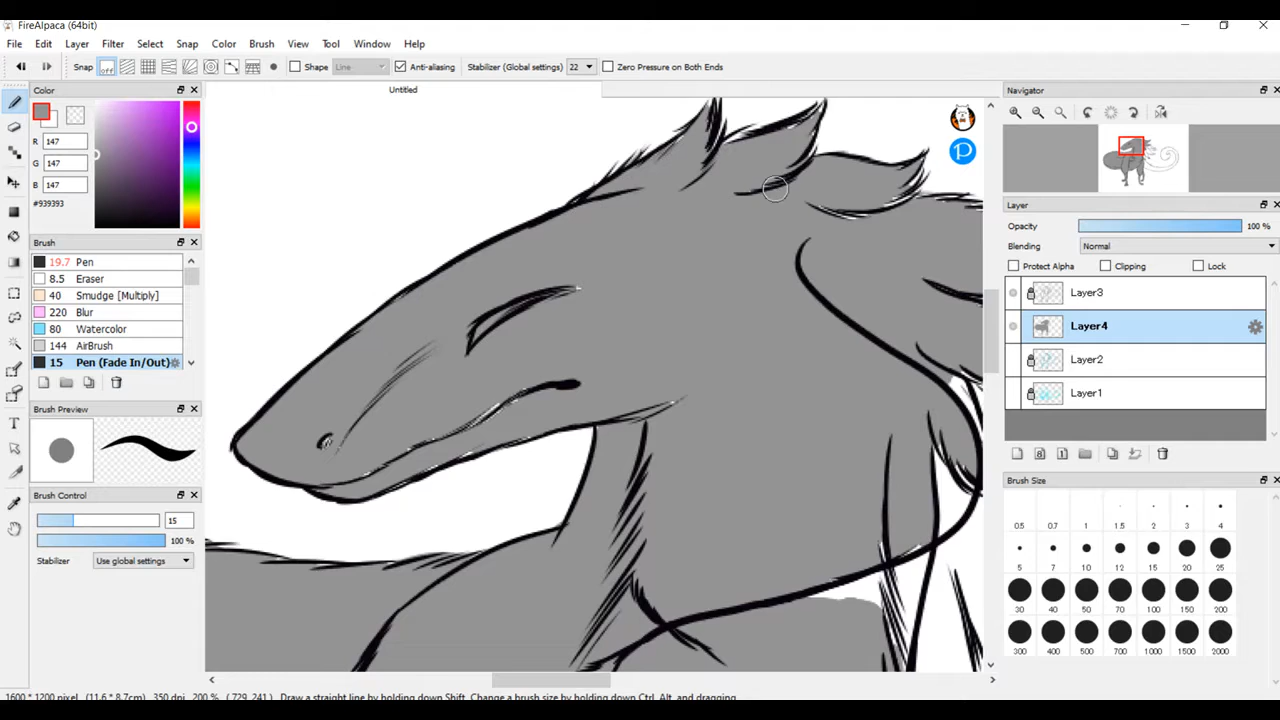 FireAlpaca (64bit)
File Edit Layer Filter Select Snap Color Brush View Tool Window Help
Snap off Shape Line Anti-aliasing Stabilizer (Global settings) 22 Zero Pressure on Both Ends
Color
R 147
G 147
B 147
#939393
Brush
19.7 Pen
8.5 Eraser
40 Smudge [Multiply]
220 Blur
80 Watercolor
144 AirBrush
15 Pen (Fade In/Out)
Brush Preview
Brush Control
15
100 %
Stabilizer Use global settings
Untitled
Navigator
Layer
Opacity 100 %
Blending Normal
Protect Alpha Clipping Lock
Layer3
Layer4
Layer2
Layer1
Brush Size
0.5 0.7 1 1.5 2 3 4
5 7 10 12 15 20 25
30 40 50 70 100 150 200
300 400 500 700 1000 1500 2000
1600 * 1200 pixel (11.6 * 8.7cm) 350 dpi 200 % ( 729, 241 ) Draw a straight line by holding down Shift, Change a brush size by holding down Ctrl, Alt, and dragging